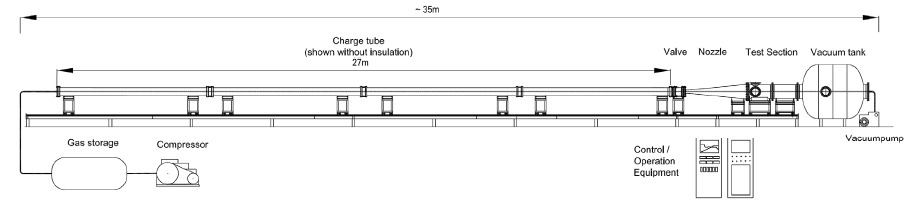 ~ 35m
Charge tube
(shown without insulation)
27m
Valve
Nozzle
Test Section
Vacuum tank
Gas storage
Compressor
Control /
Operation
Equipment
Vacuumpump